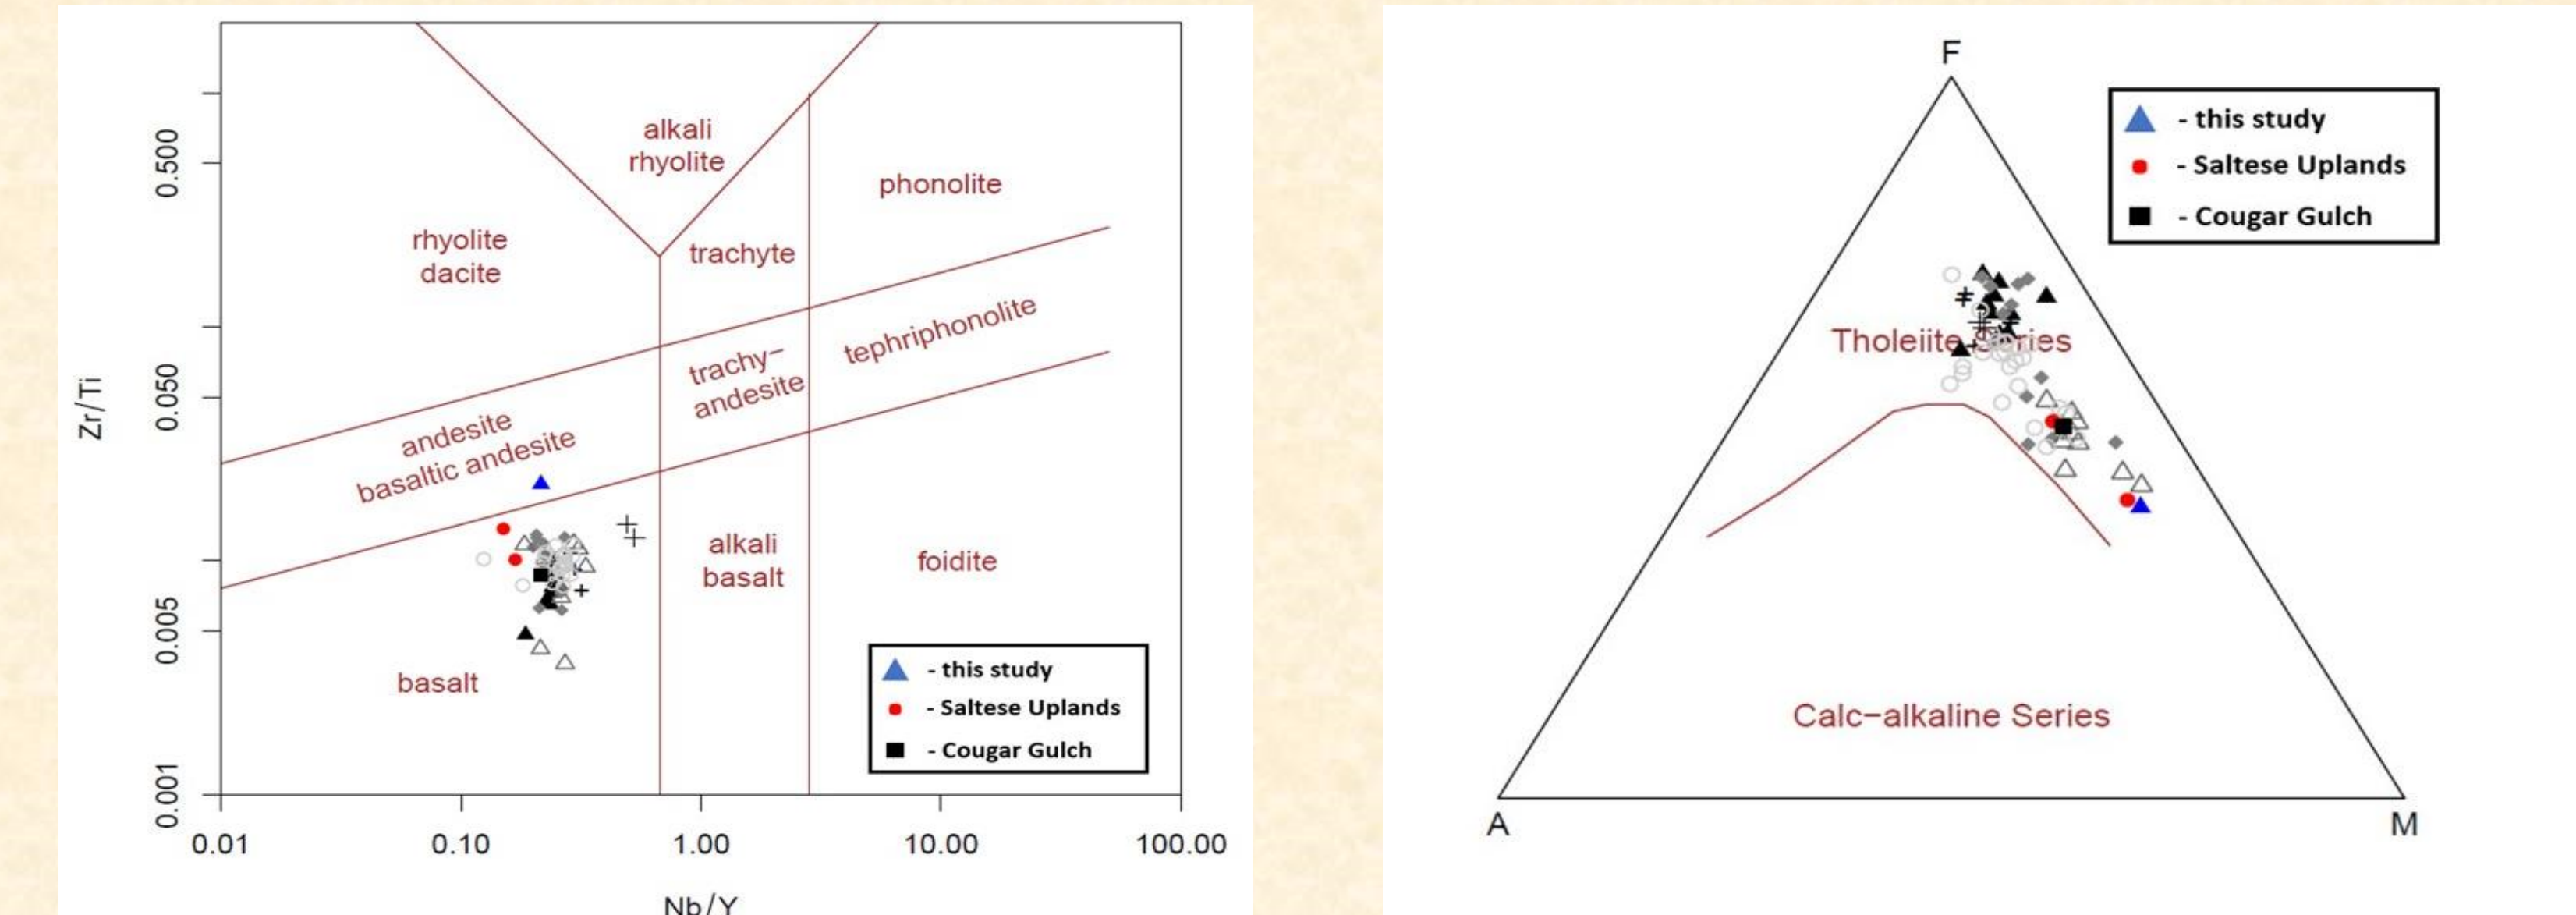 alkali
rhyolite
phonolite
rhyolite
dacite
trachyte
tephriphonolite
trachy−
andesite
andesite
basaltic andesite
alkali
basalt
foidite
basalt
- this study
- Saltese Uplands
- Cougar Gulch
Zr/Ti
0.500
0.050
0.005
0.001
0.01 0.10 1.00 10.00 100.00
Nb/Y
F
- this study
- Saltese Uplands
- Cougar Gulch
Tholeiite Series
Calc−alkaline Series
A
M